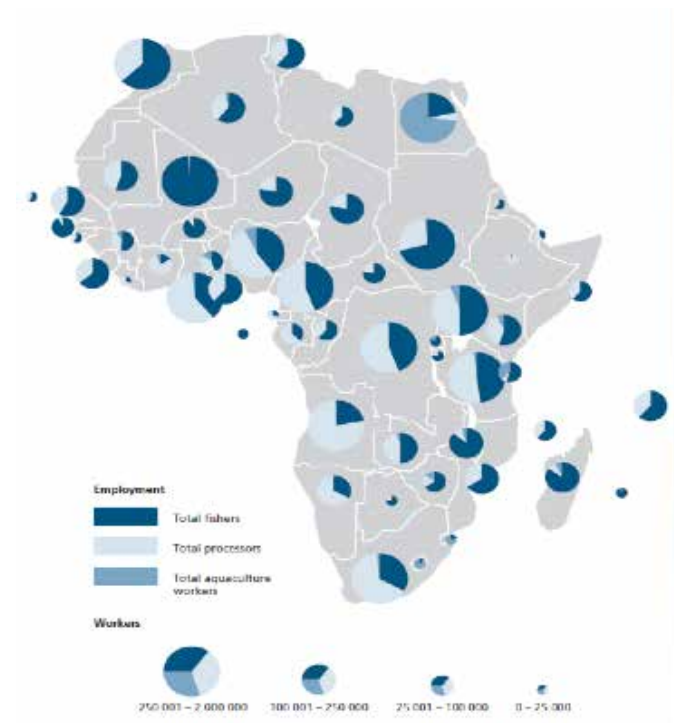 Employment
Total fishers
Total processors
Total aquaculture
workers
Workers
250 001 – 2 000 000
100 001 – 250 000
25 001 – 100 000
0 – 25 000